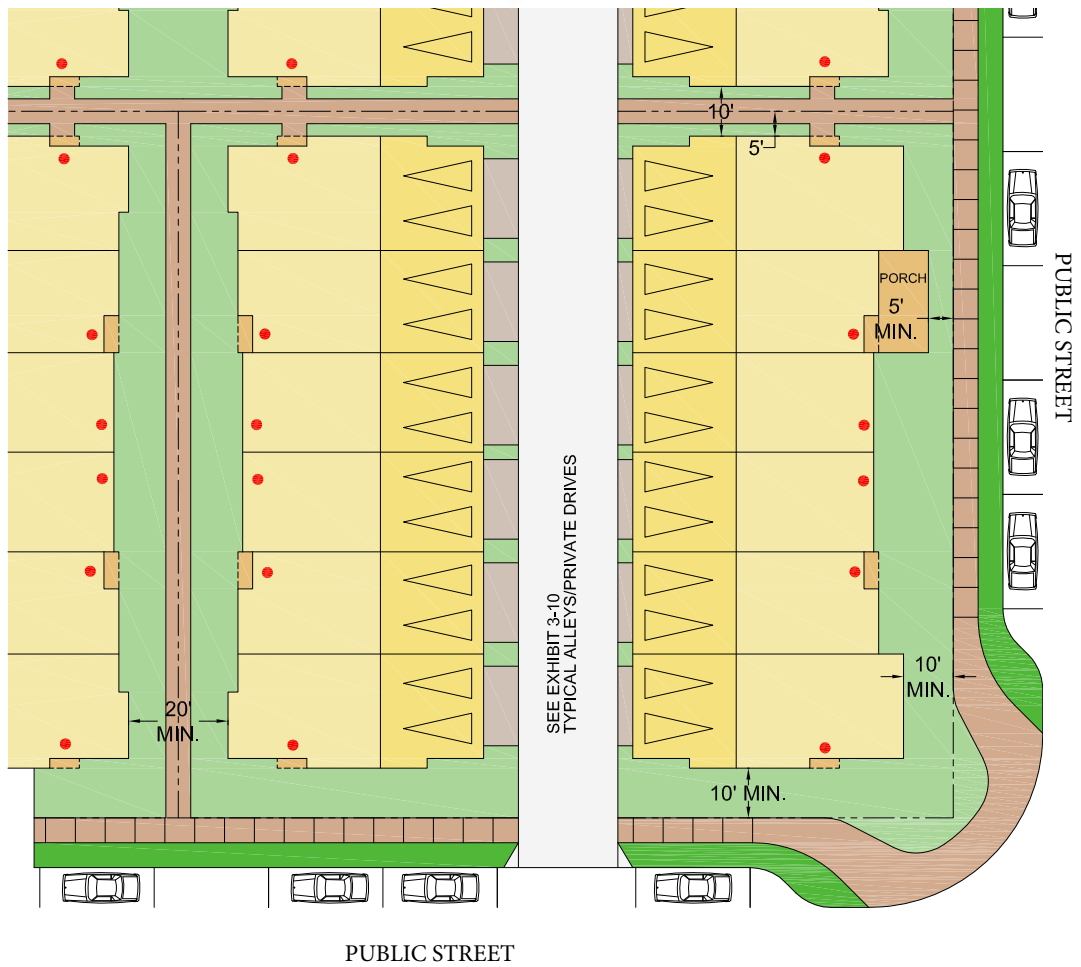 10'
5'
PORCH
5'
MIN.
PUBLIC STREET
SEE EXHIBIT 3-10
TYPICAL ALLEYS/PRIVATE DRIVES
10'
MIN.
20'
MIN.
10' MIN.
PUBLIC STREET